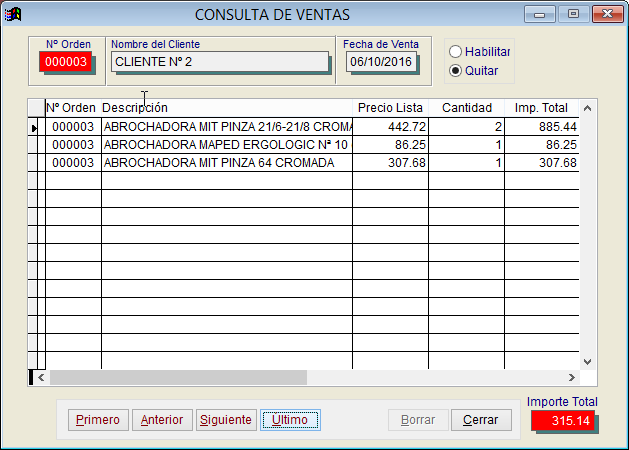 CONSULTA DE VENTAS
Nº Orden Nombre del Cliente Fecha de Venta
000003 CLIENTE Nº 2 06/10/2016
Habilitar
Quitar
Nº Orden Descripción Precio Lista Cantidad Imp. Total
000003 ABROCHADORA MIT PINZA 21/6-21/8 CROMA 442.72 2 885.44
000003 ABROCHADORA MAPED ERGOLOGIC Nª 10 86.25 1 86.25
000003 ABROCHADORA MIT PINZA 64 CROMADA 307.68 1 307.68
Importe Total
Primero Anterior Siguiente Ultimo Borrar Cerrar 315.14